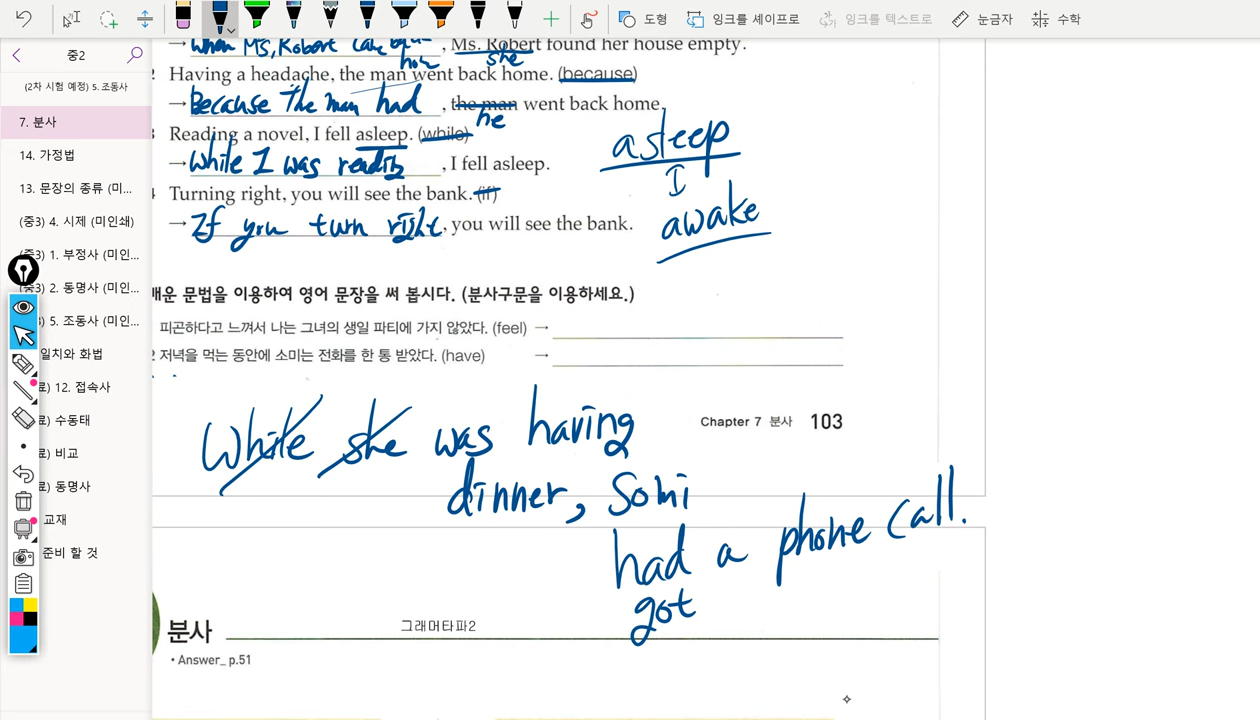 도형 잉크를 셰이프로 잉크를 텍스트로 눈금자 수학
중2
(2차 시험 예정) 5. 조동사
7. 분사
14. 가정법
13. 문장의 종류 (미...
(중3) 4. 시제 (미인쇄)
(중3) 1. 부정사 (미인...
3) 2. 동명사 (미인...
) 5. 조동사 (미인...
일치와 화법
료) 12. 접속사
) 수동태
) 비교
) 동명사
교재
준비 할 것
→ When Ms, Robert came back, Ms. Robert found her house empty.
she
Having a headache, the man went back home. (because)
→ Because the man had, the man went back home.
he
3 Reading a novel, I fell asleep. (while)
→ While I was reading, I fell asleep.
4 Turning right, you will see the bank. (if)
→ If you turn right, you will see the bank.
asleep
awake
배운 문법을 이용하여 영어 문장을 써 봅시다. (분사구문을 이용하세요.)
피곤하다고 느껴서 나는 그녀의 생일 파티에 가지 않았다. (feel) →
2 저녁을 먹는 동안에 소미는 전화를 한 통 받았다. (have) →
While she was having
dinner, Somi
had a phone call.
got
Chapter 7 분사 103
분사 그래머타파2
• Answer_ p.51